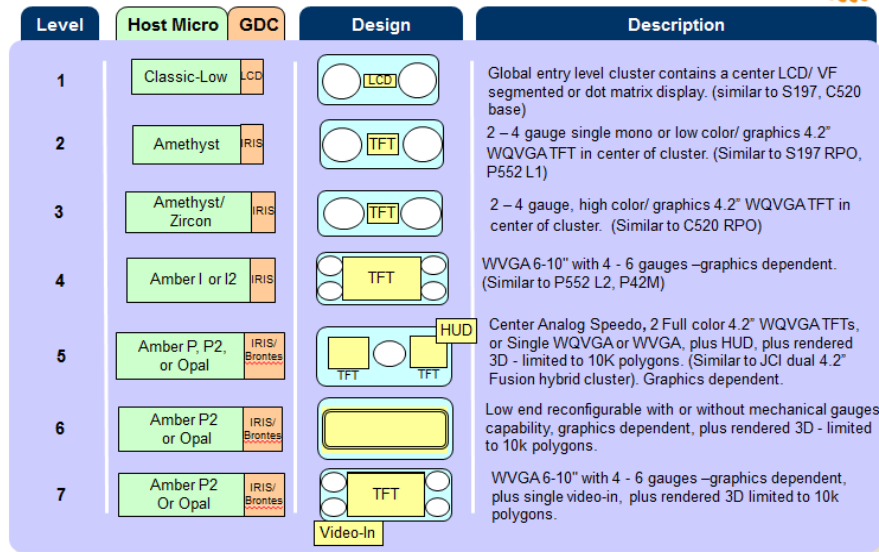 Level Host Micro GDC Design Description
1 Classic-Low LCD LCD Global entry level cluster contains a center LCD/ VF
segmented or dot matrix display. (similar to S197, C520
base)
2 Amethyst IRIS TFT 2 – 4 gauge single mono or low color/ graphics 4.2”
WQVGA TFT in center of cluster. (Similar to S197 RPO,
P552 L1)
3 Amethyst/
Zircon IRIS TFT 2 – 4 gauge, high color/ graphics 4.2” WQVGA TFT in
center of cluster. (Similar to C520 RPO)
4 Amber I or I2 IRIS TFT WVGA 6-10" with 4 - 6 gauges –graphics dependent.
(Similar to P552 L2, P42M)
5 Amber P, P2,
or Opal IRIS/
Brontes HUD
TFT TFT Center Analog Speedo, 2 Full color 4.2” WQVGA TFTs,
or Single WQVGA or WVGA, plus HUD, plus rendered
3D - limited to 10K polygons. (Similar to JCI dual 4.2”
Fusion hybrid cluster). Graphics dependent.
6 Amber P2
or Opal IRIS/
Brontes Low end reconfigurable with or without mechanical gauges
capability, graphics dependent, plus rendered 3D - limited
to 10k polygons.
7 Amber P2
Or Opal IRIS/
Brontes TFT
Video-In WVGA 6-10" with 4 - 6 gauges –graphics dependent,
plus single video-in, plus rendered 3D limited to 10k
polygons.